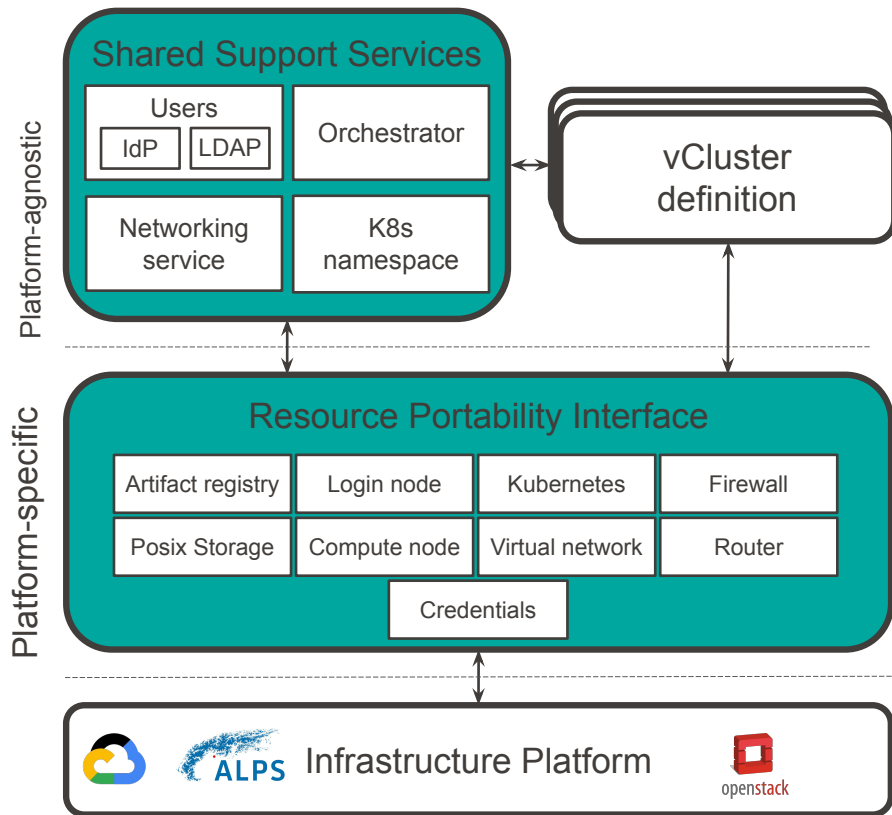 Platform-agnostic
Shared Support Services
Users
IdP
LDAP
Orchestrator
Networking
service
K8s
namespace
vCluster
definition
Platform-specific
Resource Portability Interface
Artifact registry
Login node
Kubernetes
Firewall
Posix Storage
Compute node
Virtual network
Router
Credentials
ALPS
Infrastructure Platform
openstack